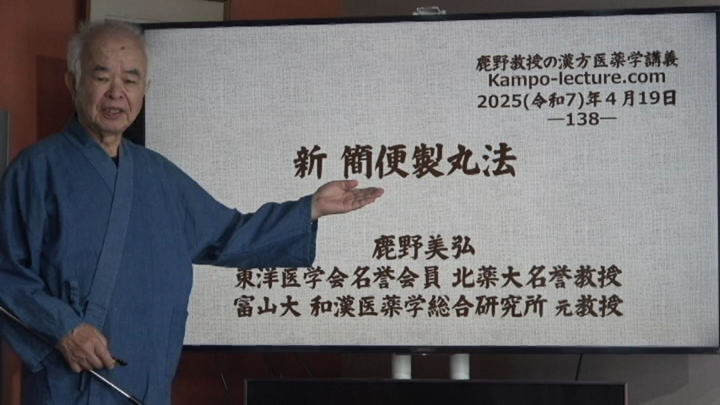 鹿野教授の漢方医薬学講義
Kampo-lecture.com
2025(令和7)年4月19日
―138―
新 簡便製丸法
鹿野美弘
東洋医学会名誉会員 北薬大名誉教授
富山大 和漢医薬学総合研究所 元教授